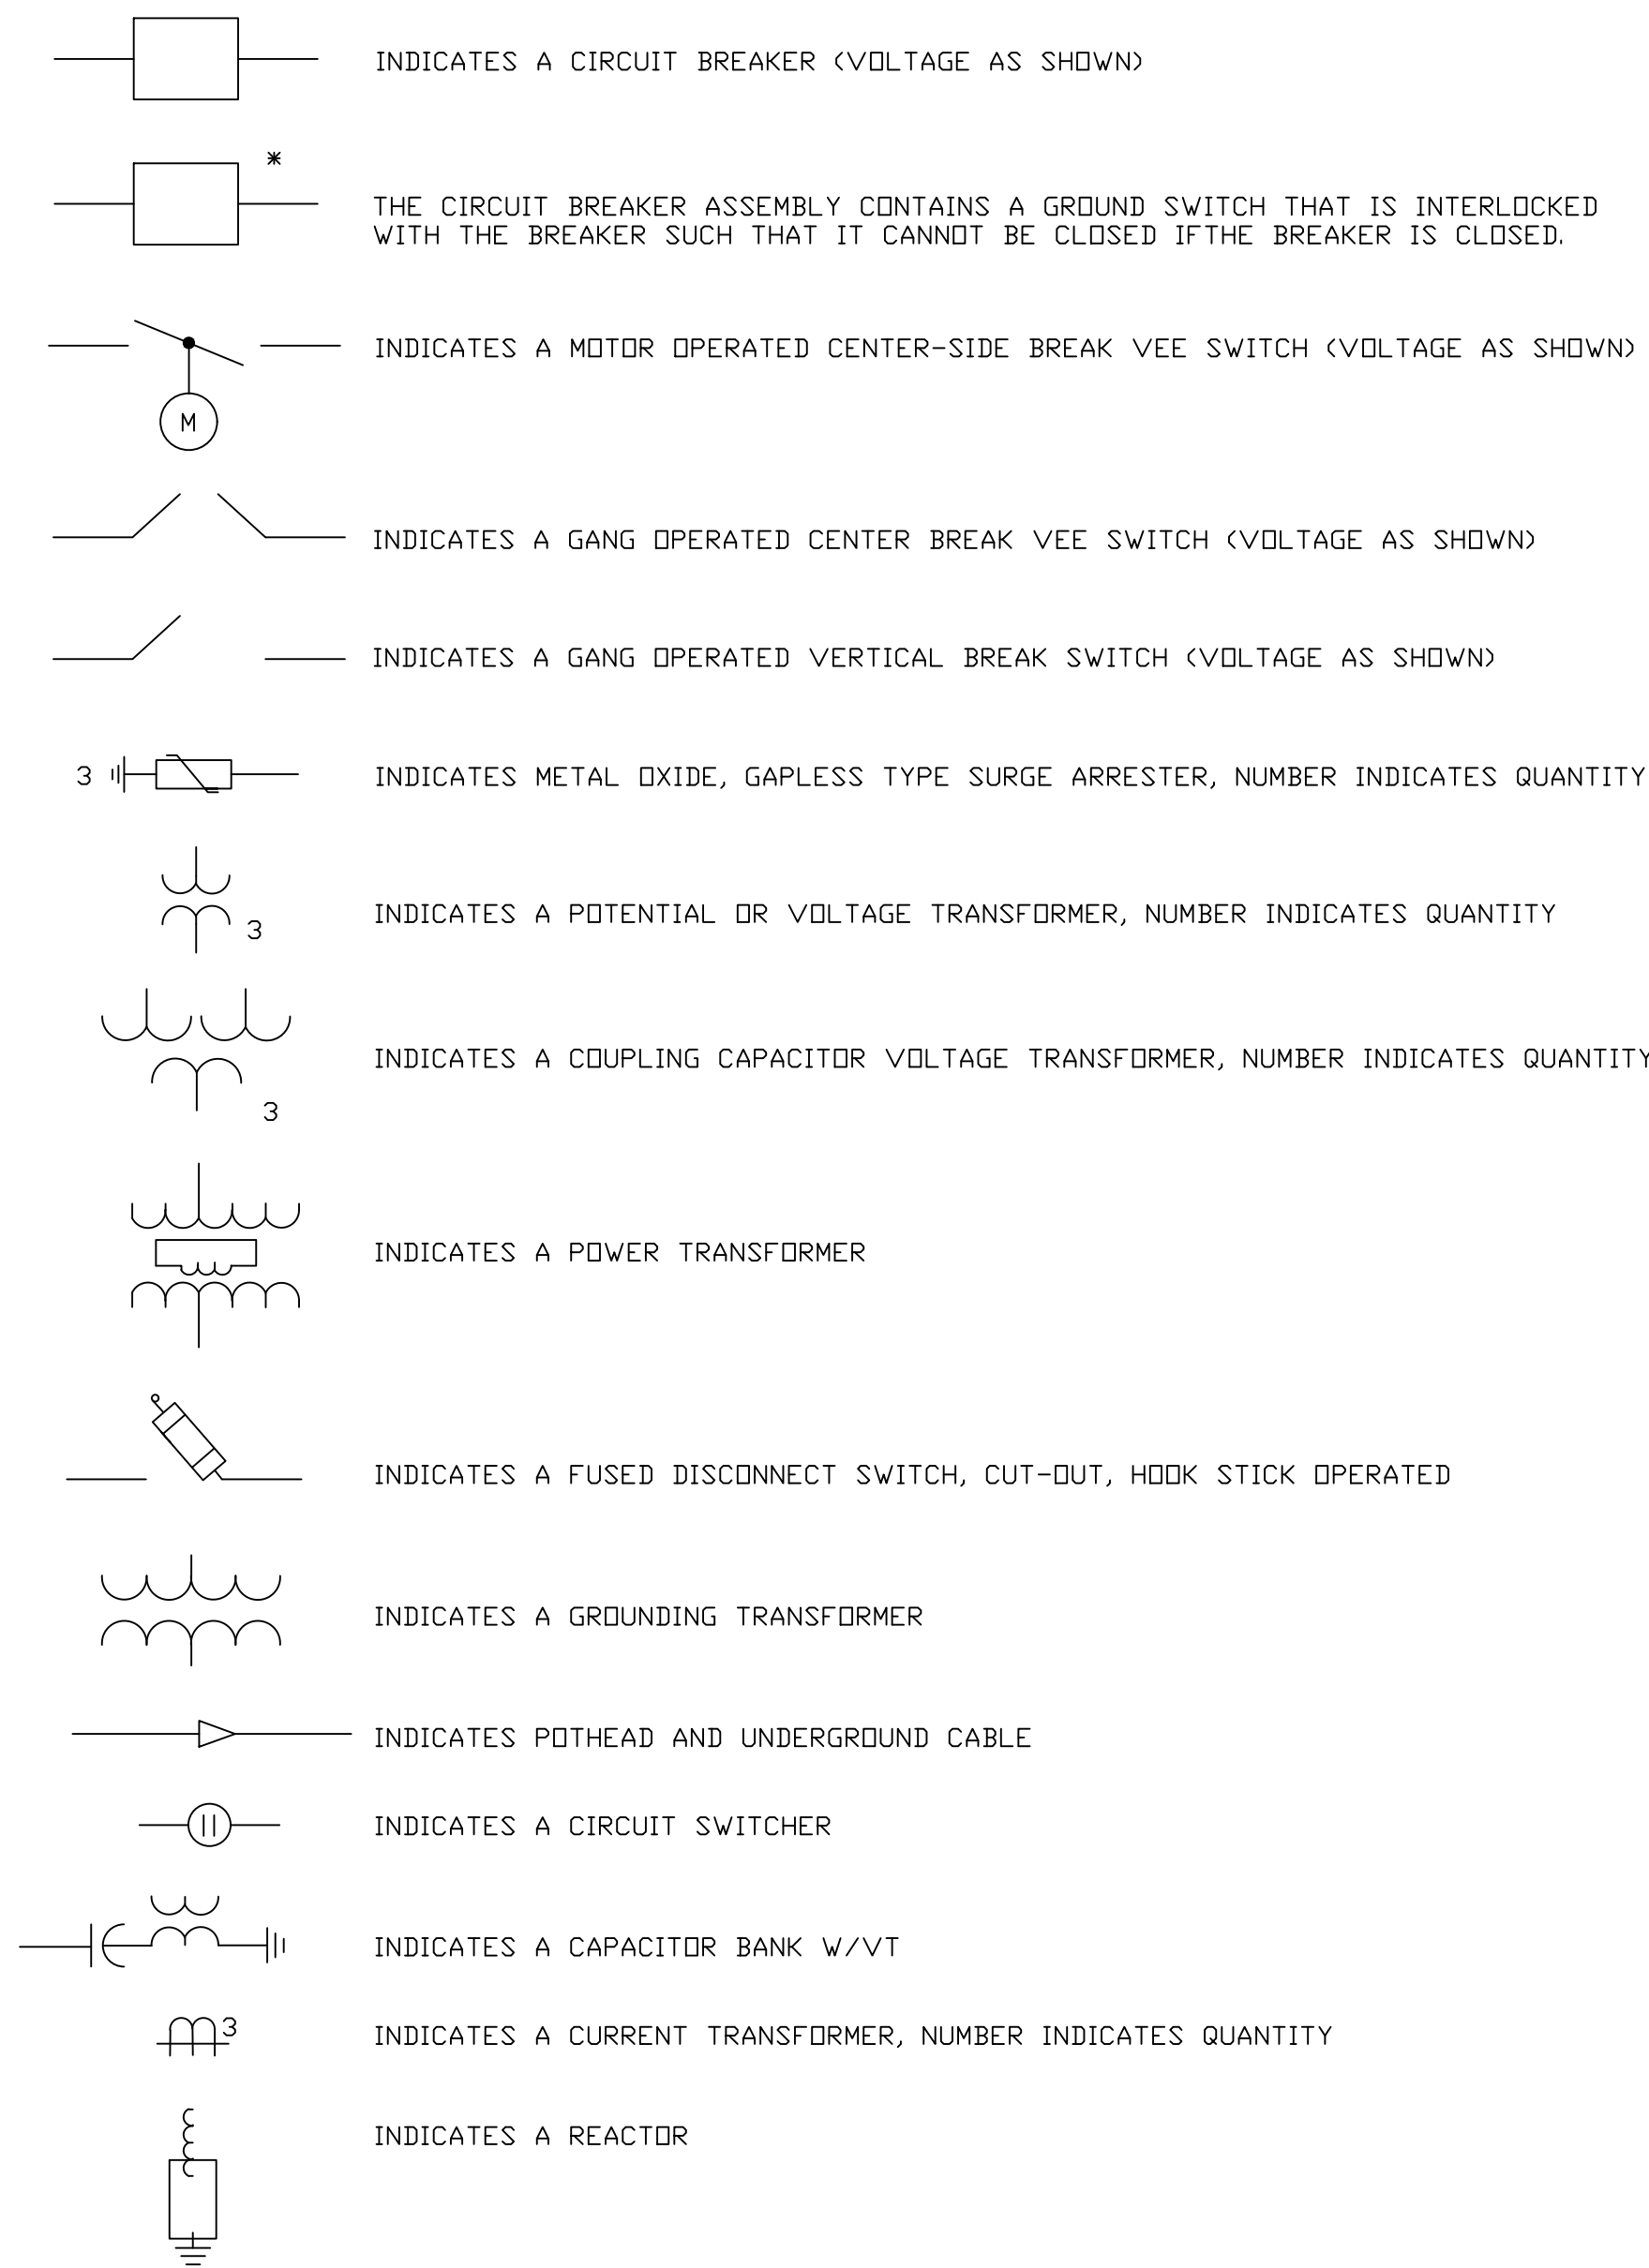 INDICATES A CIRCUIT BREAKER (VOLTAGE AS SHOWN)
*
THE CIRCUIT BREAKER ASSEMBLY CONTAINS A GROUND SWITCH THAT IS INTERLOCKED
WITH THE BREAKER SUCH THAT IT CANNOT BE CLOSED IFTHE BREAKER IS CLOSED.
INDICATES A MOTOR OPERATED CENTER-SIDE BREAK VEE SWITCH (VOLTAGE AS SHOWN)
M
INDICATES A GANG OPERATED CENTER BREAK VEE SWITCH (VOLTAGE AS SHOWN)
INDICATES A GANG OPERATED VERTICAL BREAK SWITCH (VOLTAGE AS SHOWN)
3 INDICATES METAL OXIDE, GAPLESS TYPE SURGE ARRESTER, NUMBER INDICATES QUANTITY
INDICATES A POTENTIAL OR VOLTAGE TRANSFORMER, NUMBER INDICATES QUANTITY
3
INDICATES A COUPLING CAPACITOR VOLTAGE TRANSFORMER, NUMBER INDICATES QUANTITY
3
INDICATES A POWER TRANSFORMER
INDICATES A FUSED DISCONNECT SWITCH, CUT-OUT, HOOK STICK OPERATED
INDICATES A GROUNDING TRANSFORMER
INDICATES POTHEAD AND UNDERGROUND CABLE
INDICATES A CIRCUIT SWITCHER
INDICATES A CAPACITOR BANK W/VT
3 INDICATES A CURRENT TRANSFORMER, NUMBER INDICATES QUANTITY
INDICATES A REACTOR